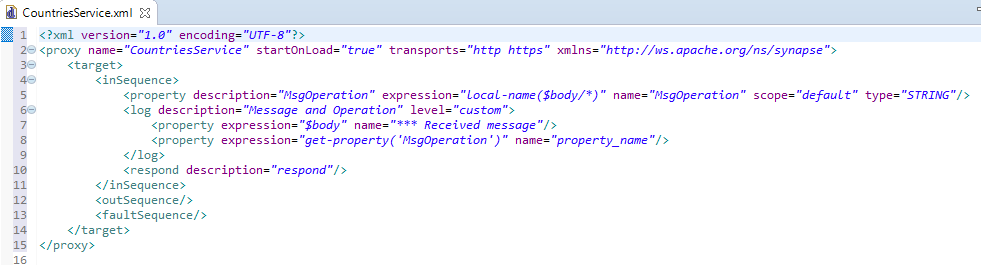 CountriesService.xml
1 <?xml version="1.0" encoding="UTF-8"?>
2 <proxy name="CountriesService" startOnLoad="true" transports="http https" xmlns="http://ws.apache.org/ns/synapse">
3 <target>
4 <inSequence>
5 <property description="MsgOperation" expression="local-name($body/*)" name="MsgOperation" scope="default" type="STRING"/>
6 <log description="Message and Operation" level="custom">
7 <property expression="$body" name="*** Received message"/>
8 <property expression="get-property('MsgOperation')" name="property_name"/>
9 </log>
10 <respond description="respond"/>
11 </inSequence>
12 <outSequence/>
13 <faultSequence/>
14 </target>
15 </proxy>
16